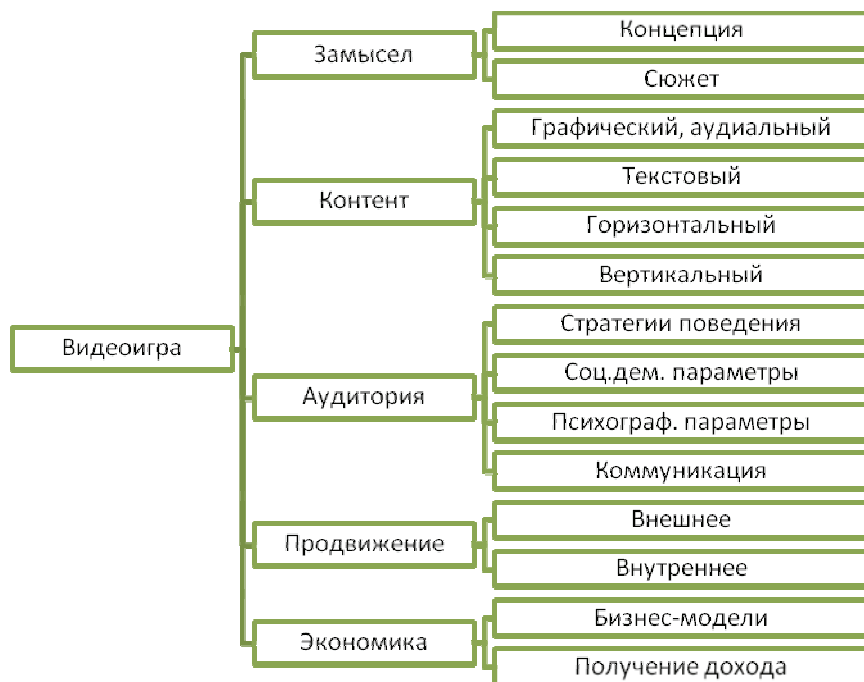 Видеоигра
Замысел
Концепция
Сюжет
Контент
Графический, аудиальный
Текстовый
Горизонтальный
Вертикальный
Аудитория
Стратегии поведения
Соц.дем. параметры
Психограф. параметры
Коммуникация
Продвижение
Внешнее
Внутреннее
Экономика
Бизнес-модели
Получение дохода